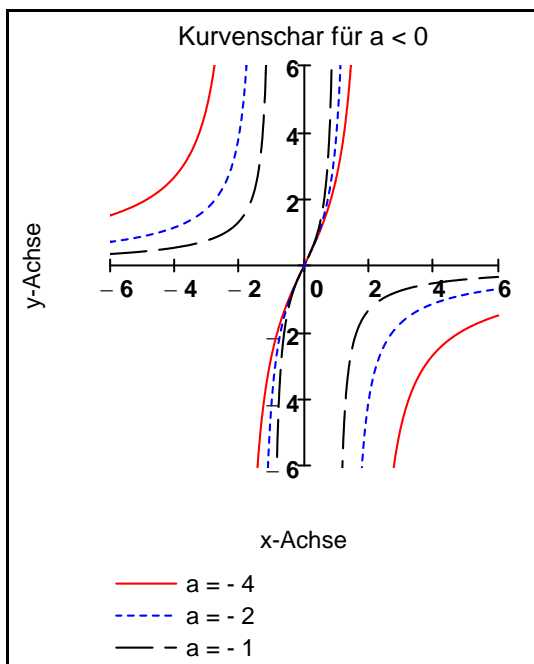 Kurvenschar für a < 0
6
4
2
− 6 − 4 − 2 0 2 4 6
− 2
− 4
− 6
y-Achse
x-Achse
a = - 4
a = - 2
a = - 1